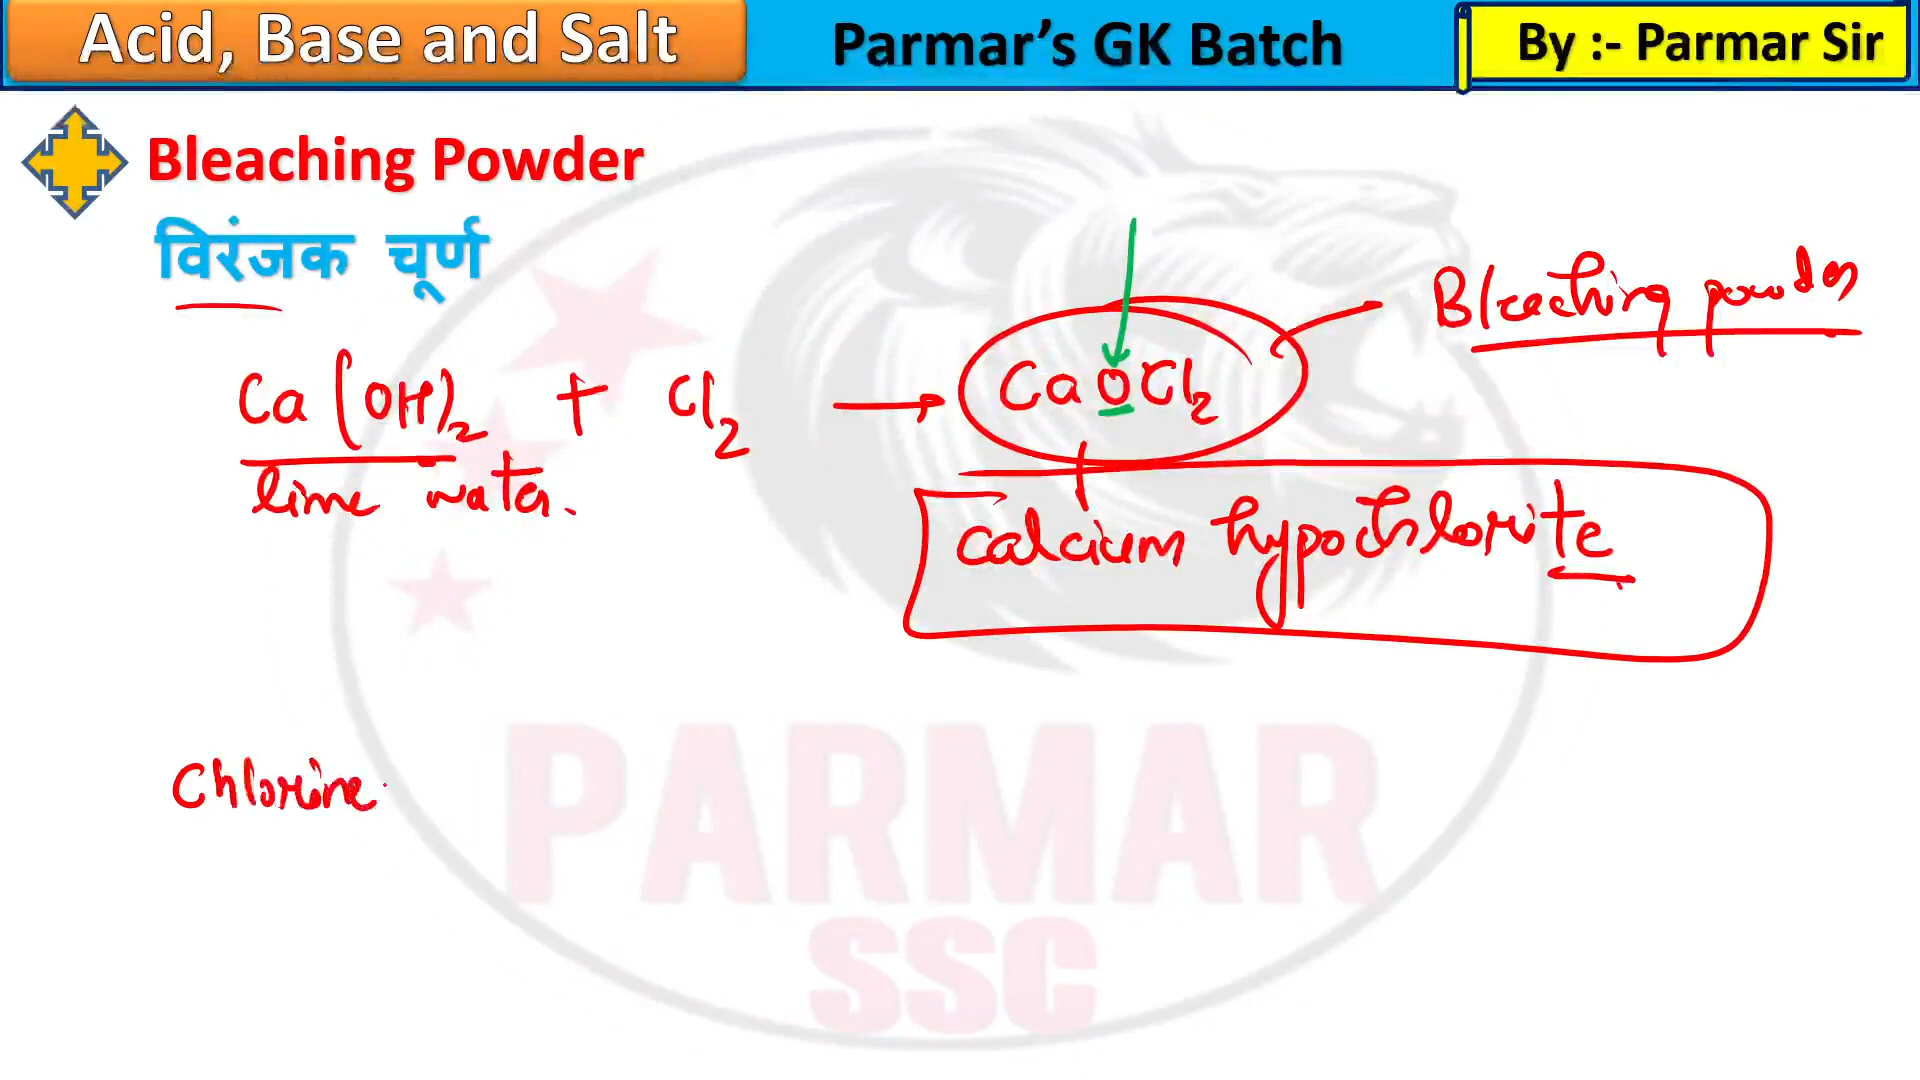 Acid, Base and Salt
Parmar's GK Batch
By :- Parmar Sir
Bleaching Powder
विरंजक चूर्ण
Ca(OH)₂ + Cl₂ → CaOCl₂
Bleaching powder
lime water.
calcium hypochlorite
Chlorine
PARMAR
SSC